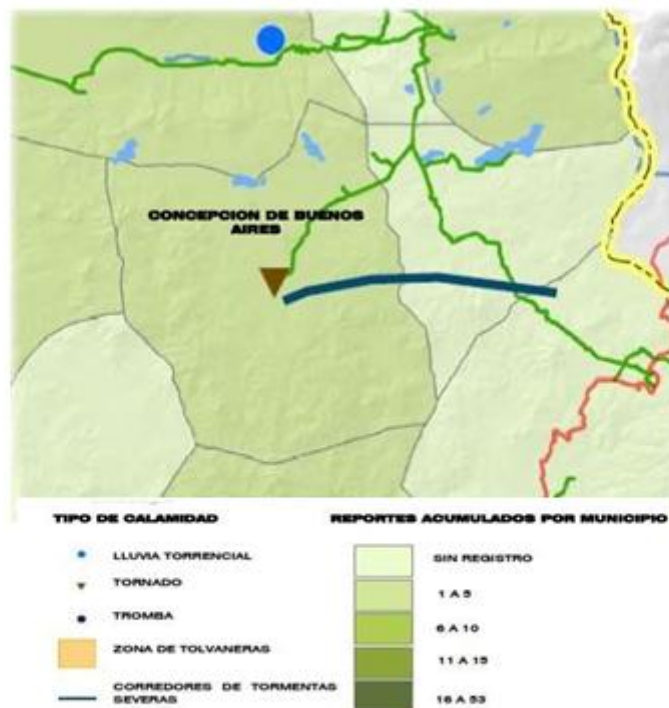 CONCEPCION DE BUENOS
AIRES
TIPO DE CALAMIDAD
LLUVIA TORRENCIAL
TORNADO
TROMBA
ZONA DE TOLVANERAS
CORREDORES DE TORMENTAS
SEVERAS
REPORTES ACUMULADOS POR MUNICIPIO
SIN REGISTRO
1 A 5
6 A 10
11 A 15
16 A 53